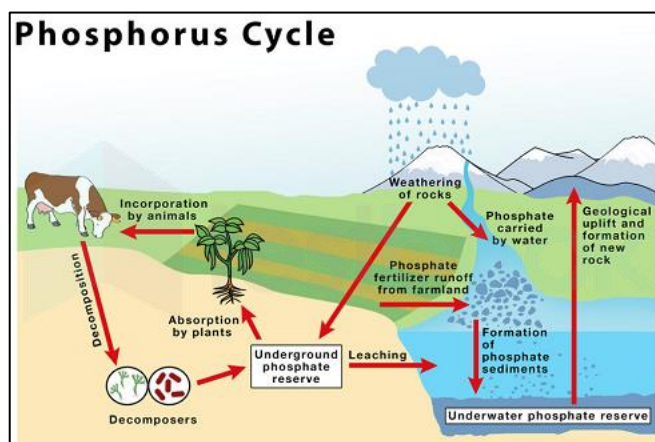 Phosphorus Cycle
Incorporation
by animals
Weathering
of rocks
Phosphate
carried
by water
Geological
uplift and
formation
of new
rock
Decomposition
Phosphate
fertilizer runoff
from farmland
Absorption
by plants
Underground
phosphate
reserve
Leaching
Formation
of
phosphate
sediments
Decomposers
Underwater phosphate reserve